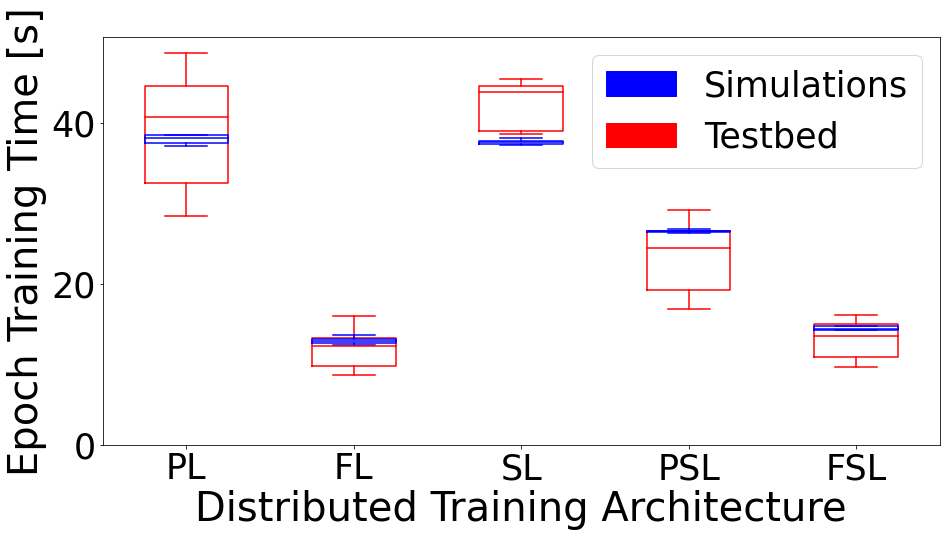 Epoch Training Time [s]
40
20
0
Simulations
Testbed
PL FL SL PSL FSL
Distributed Training Architecture